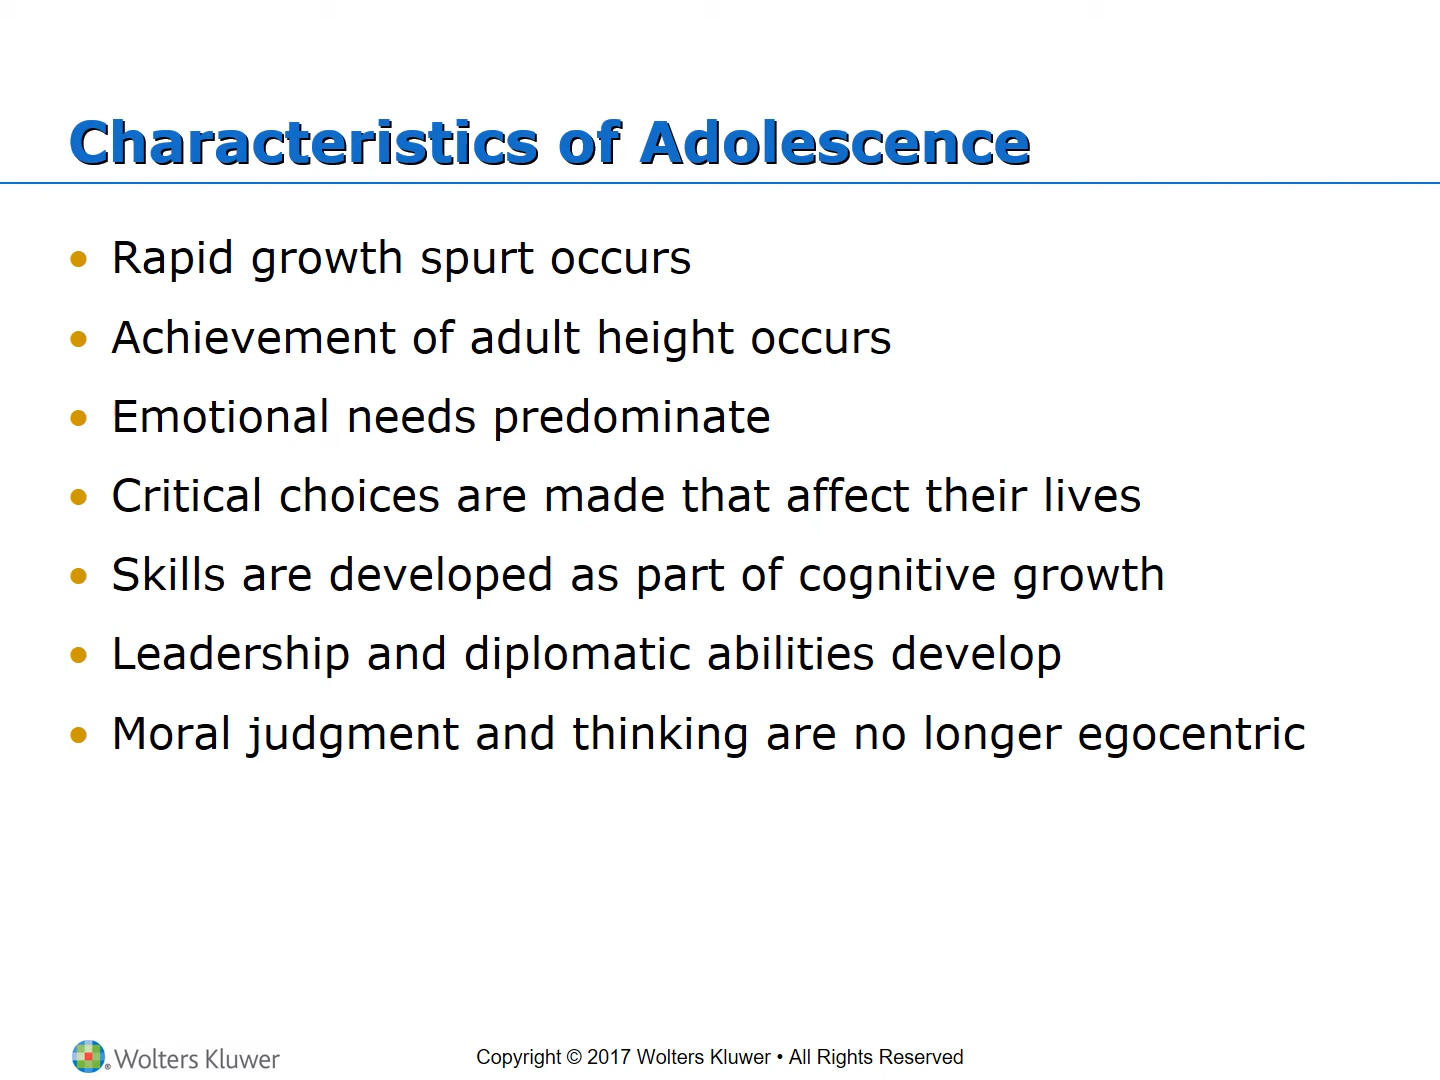 Characteristics of Adolescence
• Rapid growth spurt occurs
• Achievement of adult height occurs
• Emotional needs predominate
• Critical choices are made that affect their lives
• Skills are developed as part of cognitive growth
• Leadership and diplomatic abilities develop
• Moral judgment and thinking are no longer egocentric
® Wolters Kluwer
Copyright © 2017 Wolters Kluwer • All Rights Reserved